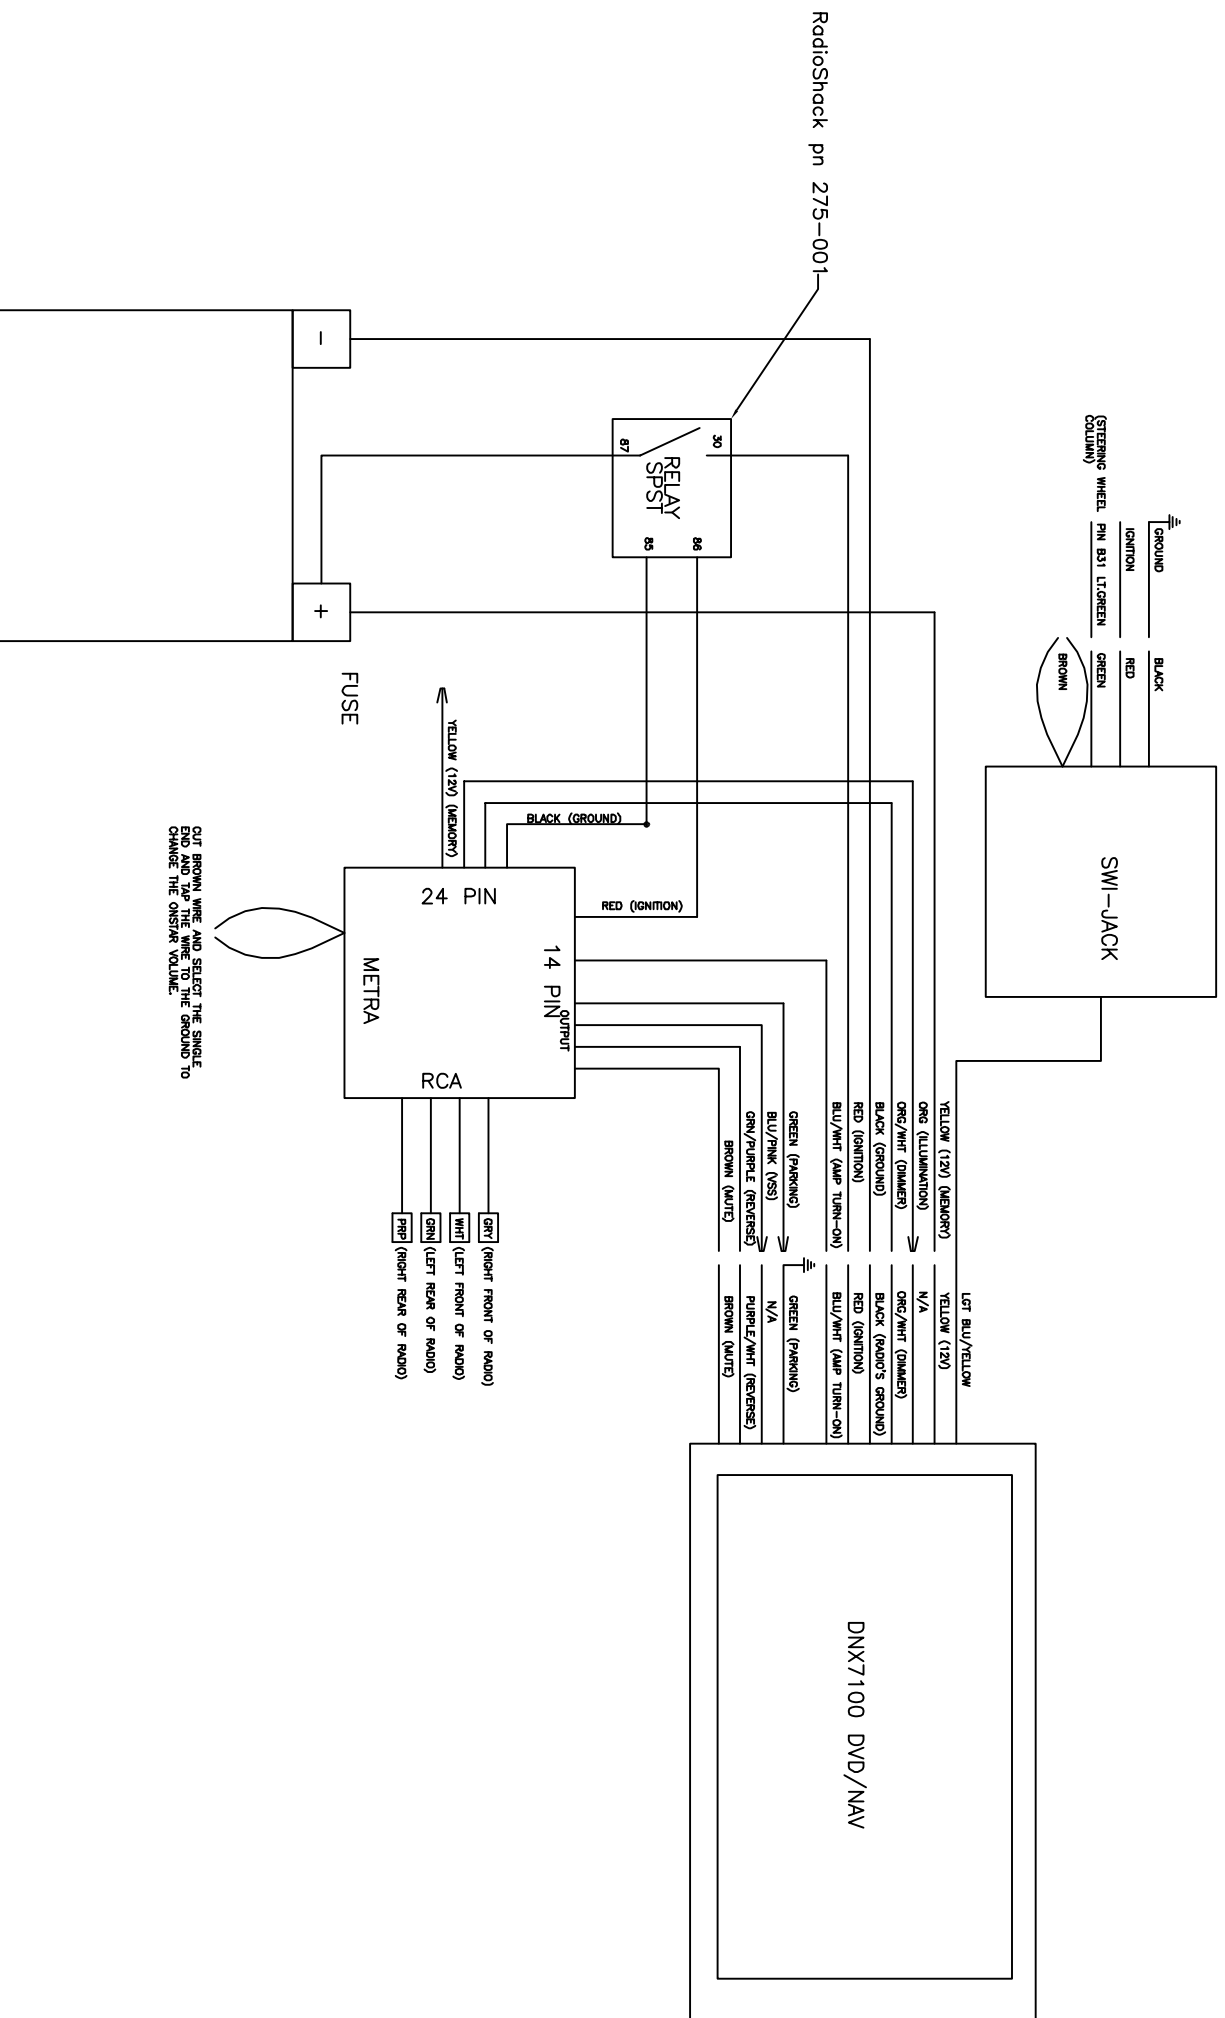 RadioShack pn 275-001
(STEERING WHEEL
COLUMN)
GROUND
IGNITION
PIN B31 LT.GREEN
BLACK
RED
GREEN
BROWN
SWI-JACK
-
+
FUSE
30
87
RELAY
SPST
86
85
YELLOW (12V) (MEMORY)
BLACK (GROUND)
RED (IGNITION)
24 PIN
14 PIN
OUTPUT
METRA
RCA
CUT BROWN WIRE AND SELECT THE SINGLE
END AND TAP THE WIRE TO THE GROUND TO
CHANGE THE ONSTAR VOLUME.
GRY (RIGHT FRONT OF RADIO)
WHT (LEFT FRONT OF RADIO)
GRN (LEFT REAR OF RADIO)
PRP (RIGHT REAR OF RADIO)
YELLOW (12V) (MEMORY)
ORG (ILLUMINATION)
ORG/WHT (DIMMER)
BLACK (GROUND)
RED (IGNITION)
BLU/WHT (AMP TURN-ON)
GREEN (PARKING)
BLU/PINK (VSS)
GRN/PURPLE (REVERSE)
BROWN (MUTE)
LGT BLU/YELLOW
YELLOW (12V)
N/A
ORG/WHT (DIMMER)
BLACK (RADIO'S GROUND)
RED (IGNITION)
BLU/WHT (AMP TURN-ON)
GREEN (PARKING)
N/A
PURPLE/WHT (REVERSE)
BROWN (MUTE)
DNX7100 DVD/NAV